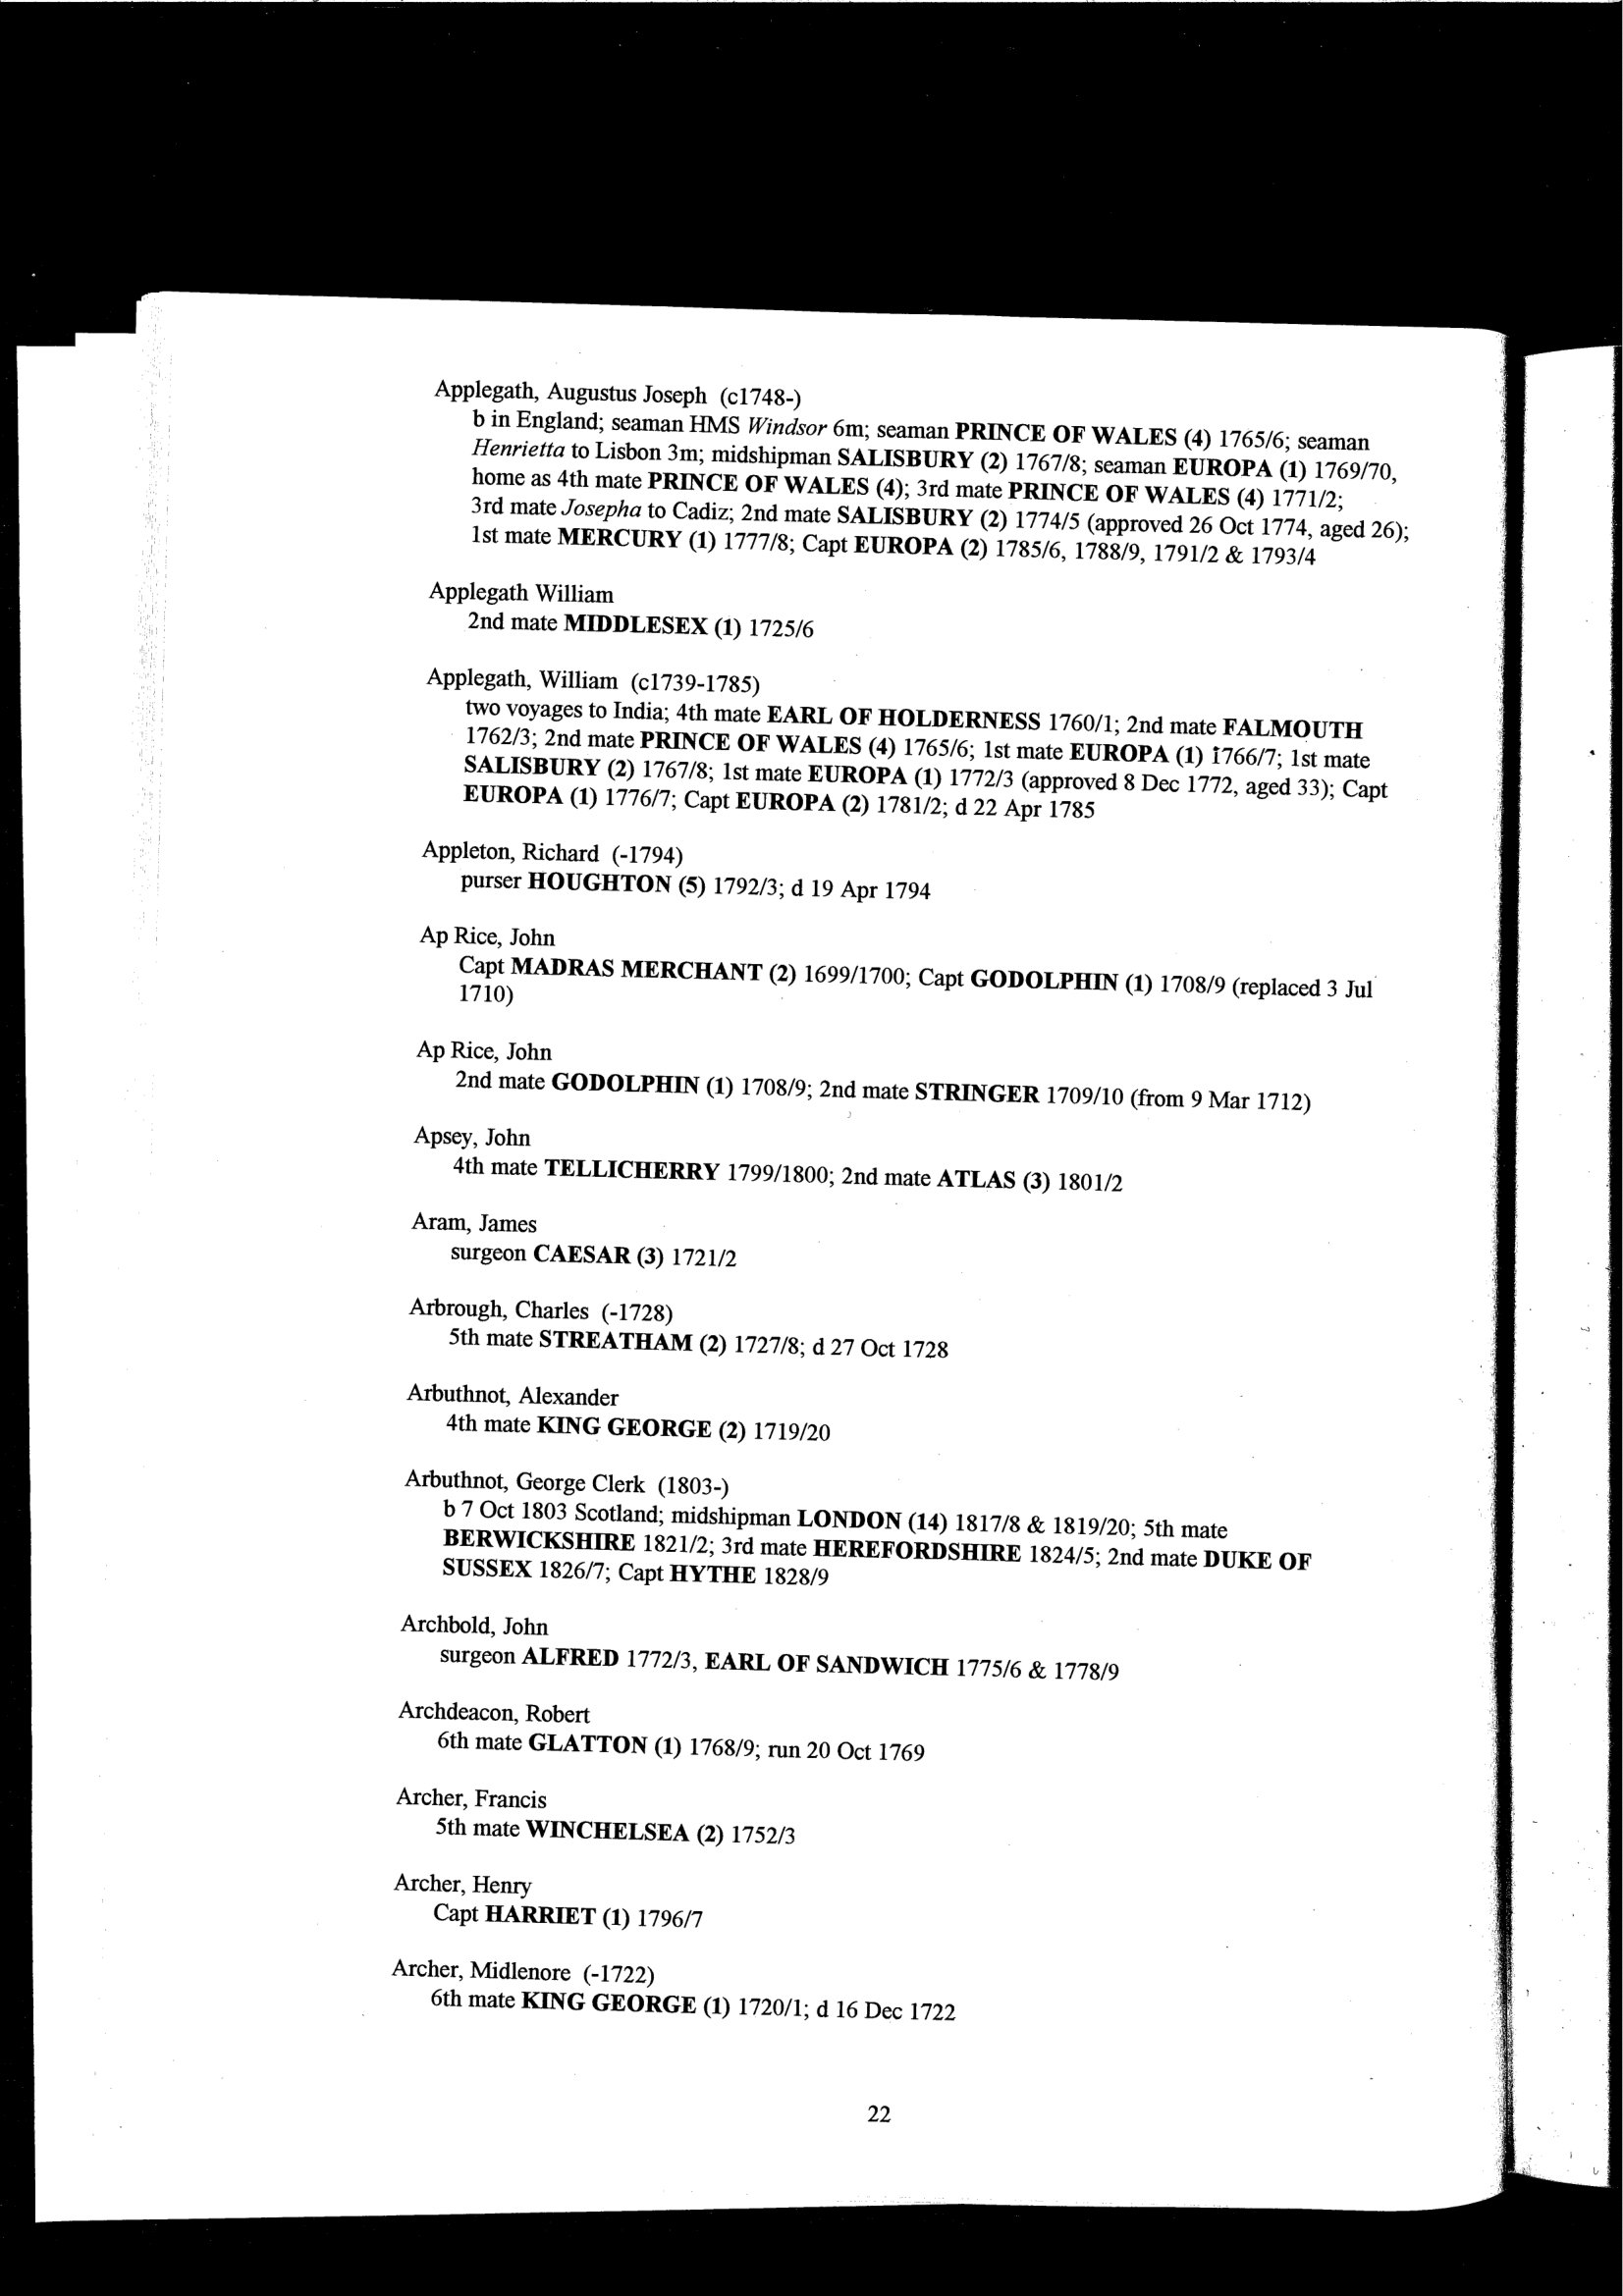 Applegath, Augustus Joseph (c1748-)
b in England; seaman HMS Windsor 6m; seaman PRINCE OF WALES (4) 1765/6; seaman
Henrietta to Lisbon 3m; midshipman SALISBURY (2) 1767/8; seaman EUROPA (1) 1769/70,
home as 4th mate PRINCE OF WALES (4); 3rd mate PRINCE OF WALES (4) 1771/2;
3rd mate Josepha to Cadiz; 2nd mate SALISBURY (2) 1774/5 (approved 26 Oct 1774, aged 26);
1st mate MERCURY (1) 1777/8; Capt EUROPA (2) 1785/6, 1788/9, 1791/2 & 1793/4
Applegath William
2nd mate MIDDLESEX (1) 1725/6
Applegath, William (c1739-1785)
two voyages to India; 4th mate EARL OF HOLDERNESS 1760/1; 2nd mate FALMOUTH
1762/3; 2nd mate PRINCE OF WALES (4) 1765/6; 1st mate EUROPA (1) 1766/7; 1st mate
SALISBURY (2) 1767/8; 1st mate EUROPA (1) 1772/3 (approved 8 Dec 1772, aged 33); Capt
EUROPA (1) 1776/7; Capt EUROPA (2) 1781/2; d 22 Apr 1785
Appleton, Richard (-1794)
purser HOUGHTON (5) 1792/3; d 19 Apr 1794
Ap Rice, John
Capt MADRAS MERCHANT (2) 1699/1700; Capt GODOLPHIN (1) 1708/9 (replaced 3 Jul
1710)
Ap Rice, John
2nd mate GODOLPHIN (1) 1708/9; 2nd mate STRINGER 1709/10 (from 9 Mar 1712)
Apsey, John
4th mate TELLICHERRY 1799/1800; 2nd mate ATLAS (3) 1801/2
Aram, James
surgeon CAESAR (3) 1721/2
Arbrough, Charles (-1728)
5th mate STREATHAM (2) 1727/8; d 27 Oct 1728
Arbuthnot, Alexander
4th mate KING GEORGE (2) 1719/20
Arbuthnot, George Clerk (1803-)
b 7 Oct 1803 Scotland; midshipman LONDON (14) 1817/8 & 1819/20; 5th mate
BERWICKSHIRE 1821/2; 3rd mate HEREFORDSHIRE 1824/5; 2nd mate DUKE OF
SUSSEX 1826/7; Capt HYTHE 1828/9
Archbold, John
surgeon ALFRED 1772/3, EARL OF SANDWICH 1775/6 & 1778/9
Archdeacon, Robert
6th mate GLATTON (1) 1768/9; run 20 Oct 1769
Archer, Francis
5th mate WINCHELSEA (2) 1752/3
Archer, Henry
Capt HARRIET (1) 1796/7
Archer, Midlenore (-1722)
6th mate KING GEORGE (1) 1720/1; d 16 Dec 1722
22